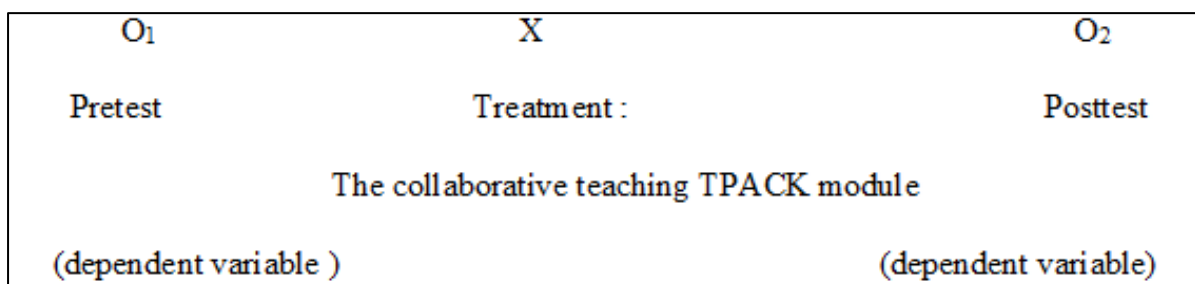 O₁ X O₂
Pretest Treatment : Posttest
The collaborative teaching TPACK module
(dependent variable ) (dependent variable)